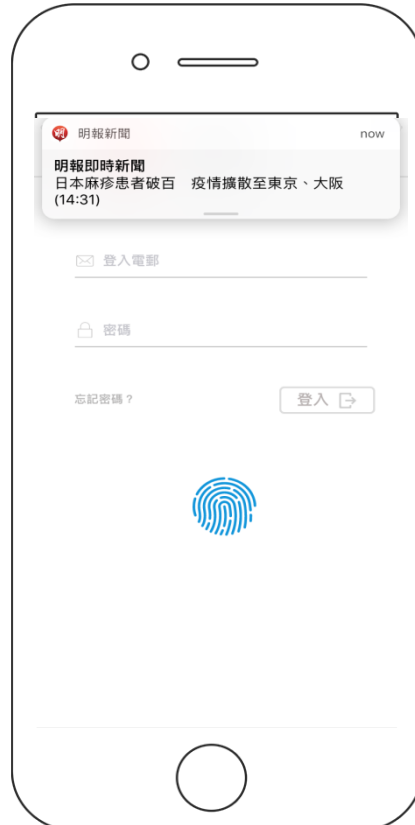 明報新聞 now
明報即時新聞
日本麻疹患者破百　疫情擴散至東京、大阪
(14:31)
登入電郵
密碼
忘記密碼？ 登入